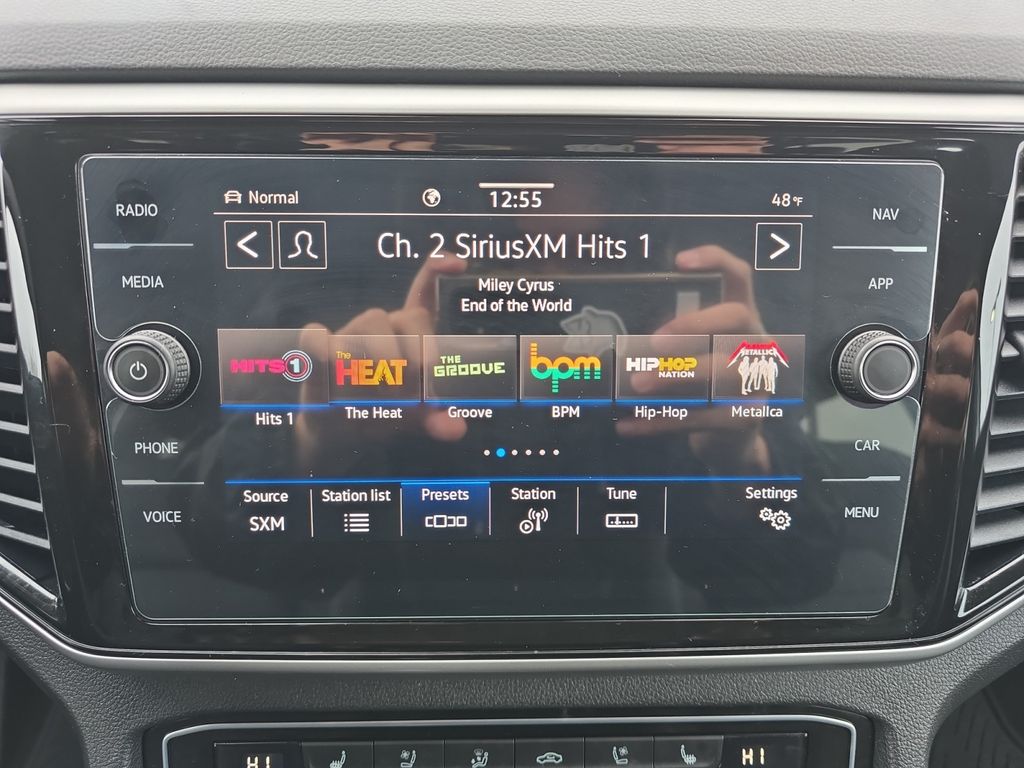 RADIO
MEDIA
PHONE
VOICE
Normal
12:55
48°F
Ch. 2 SiriusXM Hits 1
Miley Cyrus
End of the World
HITS 1
The HEAT
THE GROOVE
bpm
HIP HOP NATION
METALLICA
Hits 1
The Heat
Groove
BPM
Hip-Hop
Metallca
Source
SXM
Station list
Presets
Station
Tune
Settings
NAV
APP
CAR
MENU
HI
HI